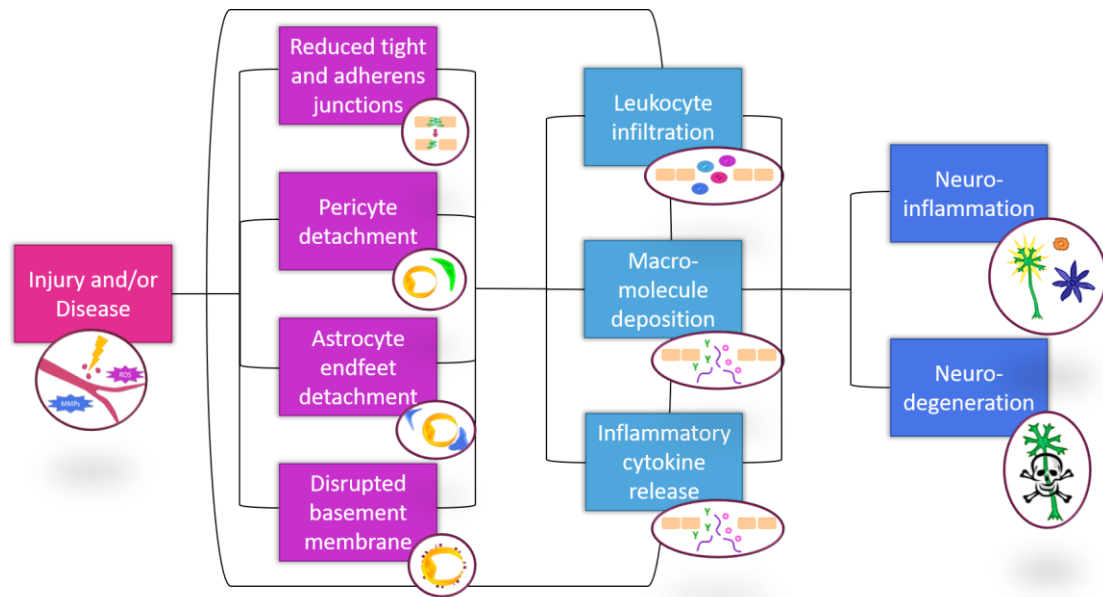 Injury and/or
Disease
ROS
MMPs
Reduced tight
and adherens
junctions
Pericyte
detachment
Astrocyte
endfeet
detachment
Disrupted
basement
membrane
Leukocyte
infiltration
Macro-
molecule
deposition
Inflammatory
cytokine
release
Neuro-
inflammation
Neuro-
degeneration